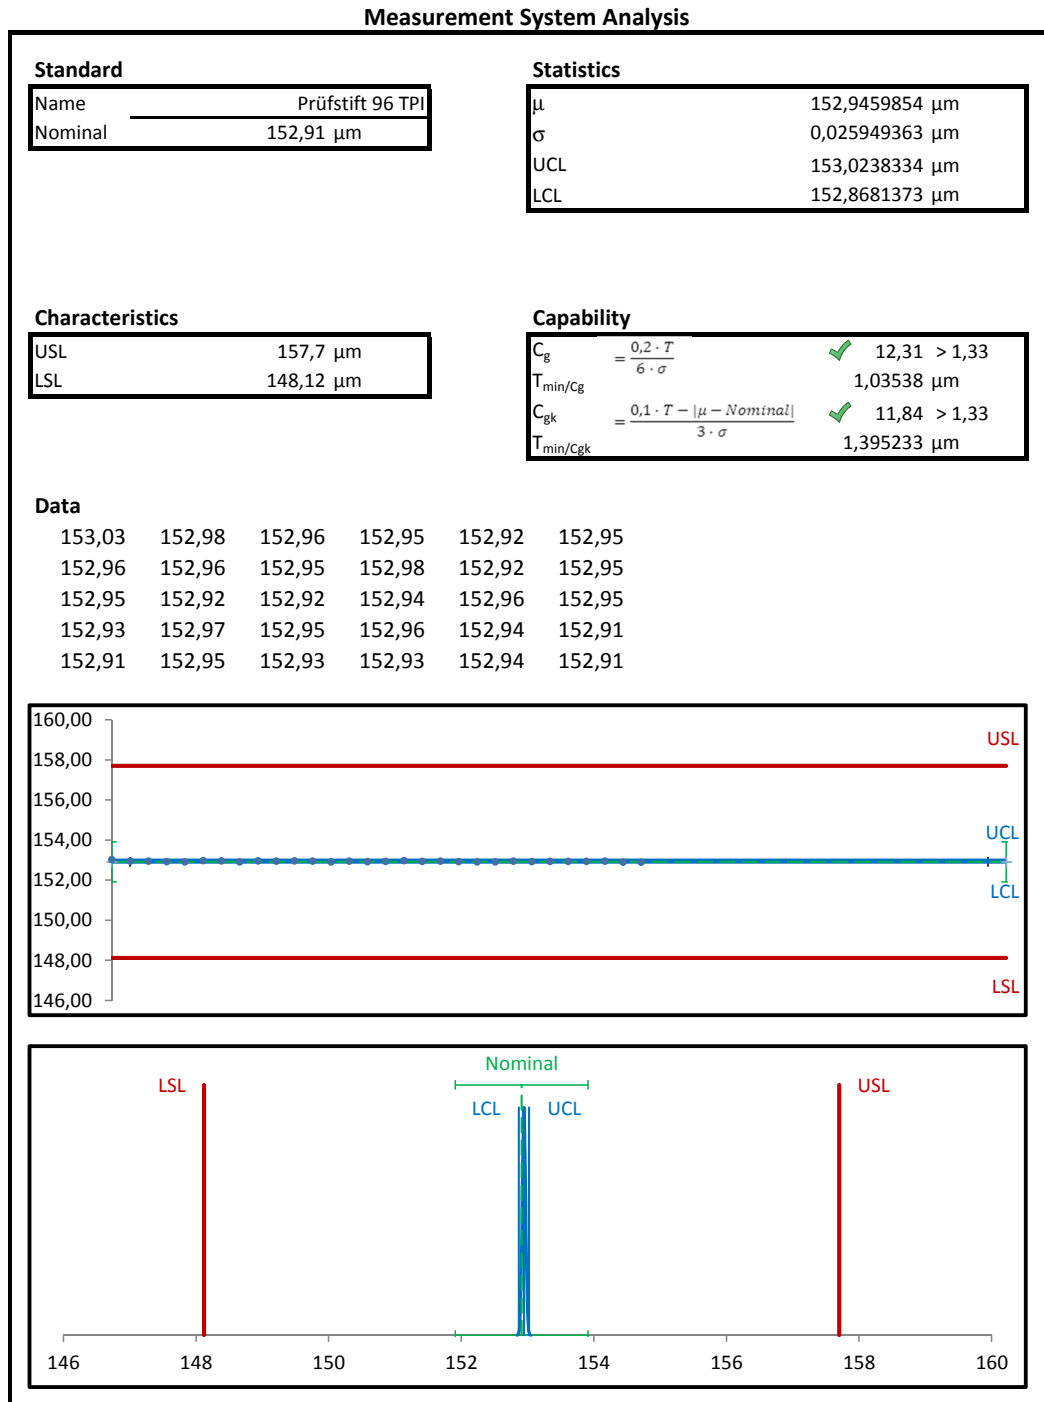 Measurement System Analysis
Standard
Name Prüfstift 96 TPI
Nominal 152,91 µm
Statistics
µ 152,9459854 µm
σ 0,025949363 µm
UCL 153,0238334 µm
LCL 152,8681373 µm
Characteristics
USL 157,7 µm
LSL 148,12 µm
Capability
Cg = 0,2 · T / 6 · σ 12,31 > 1,33
Tmin/Cg 1,03538 µm
Cgk = 0,1 · T − |µ − Nominal| / 3 · σ 11,84 > 1,33
Tmin/Cgk 1,395233 µm
Data
153,03 152,98 152,96 152,95 152,92 152,95
152,96 152,96 152,95 152,98 152,92 152,95
152,95 152,92 152,92 152,94 152,96 152,95
152,93 152,97 152,95 152,96 152,94 152,91
152,91 152,95 152,93 152,93 152,94 152,91
160,00
USL
158,00
156,00
154,00
UCL
152,00
LCL
150,00
148,00
LSL
146,00
Nominal
LSL USL
LCL UCL
146 148 150 152 154 156 158 160